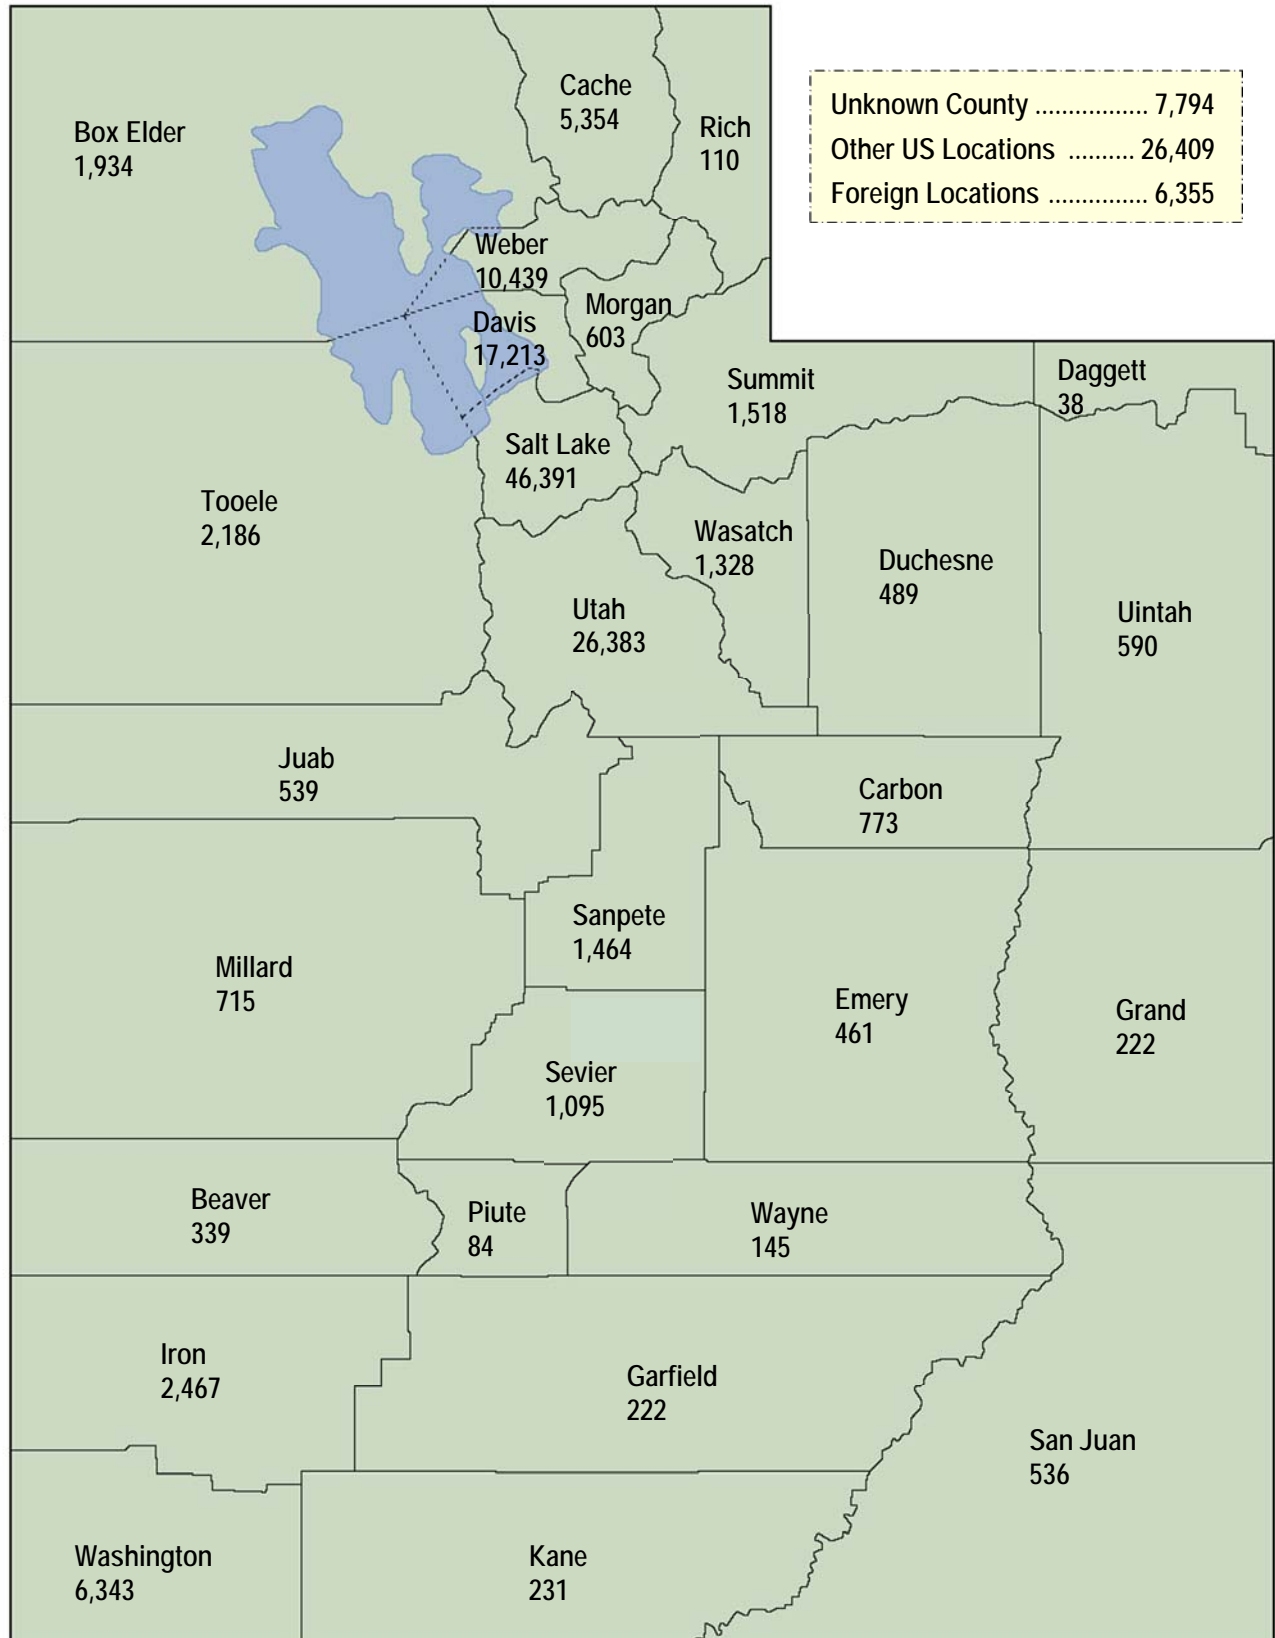 Cache
5,354
Unknown County ................ 7,794
Other US Locations .......... 26,409
Foreign Locations .............. 6,355
Box Elder
1,934
Rich
110
Weber
10,439
Morgan
603
Davis
17,213
Summit
1,518
Daggett
38
Salt Lake
46,391
Tooele
2,186
Wasatch
1,328
Duchesne
489
Utah
26,383
Uintah
590
Juab
539
Carbon
773
Sanpete
1,464
Millard
715
Emery
461
Grand
222
Sevier
1,095
Beaver
339
Piute
84
Wayne
145
Iron
2,467
Garfield
222
San Juan
536
Washington
6,343
Kane
231